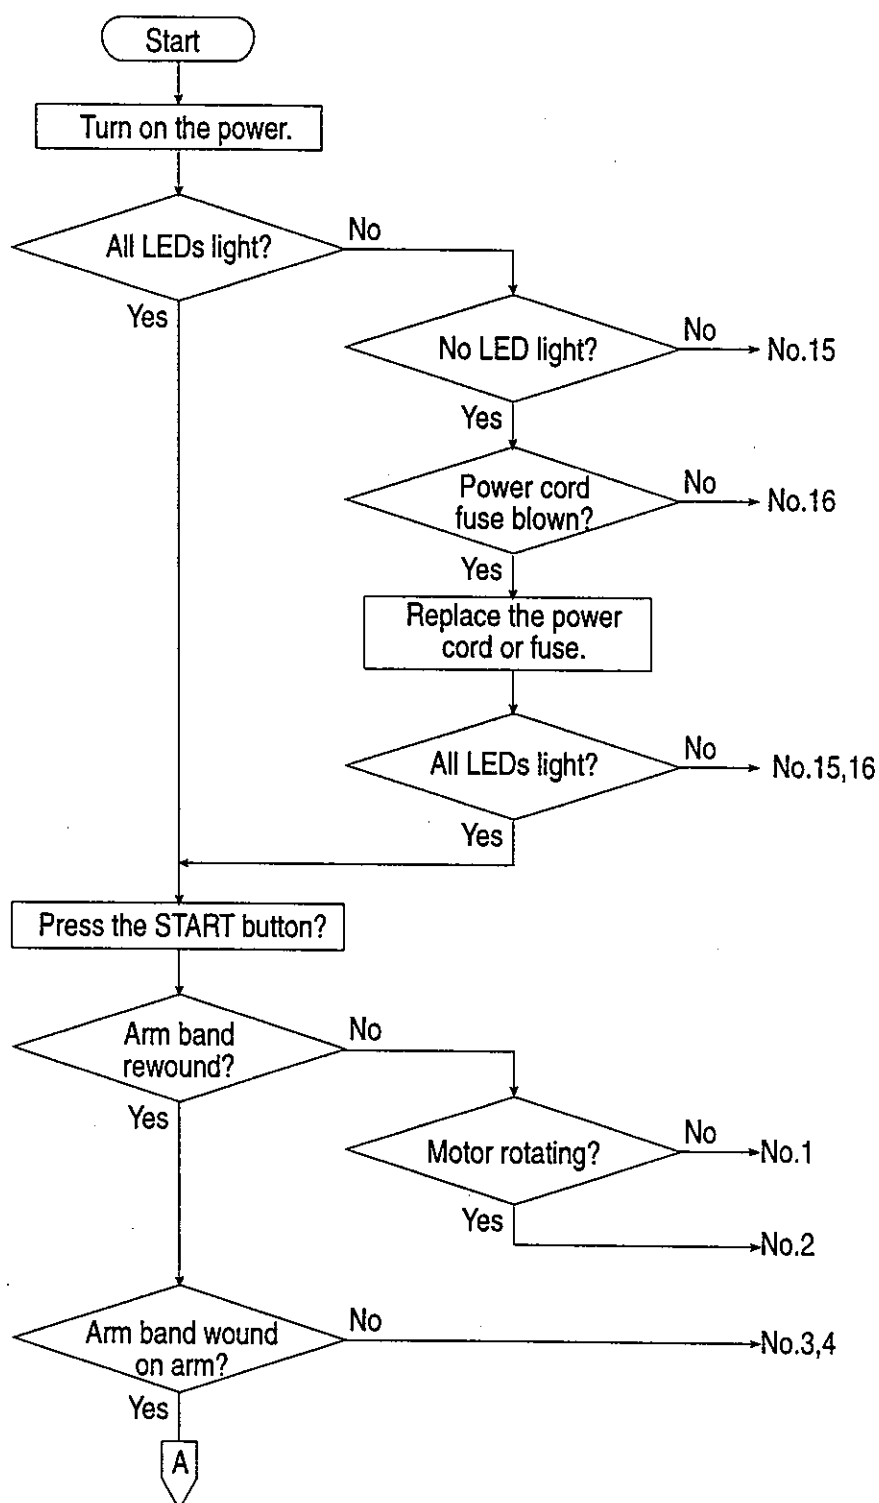 Start
Turn on the power.
All LEDs light?
No
Yes
No LED light?
No
No.15
Yes
Power cord
fuse blown?
No
No.16
Yes
Replace the power
cord or fuse.
All LEDs light?
No
No.15,16
Yes
Press the START button?
Arm band
rewound?
No
Yes
Motor rotating?
No
No.1
Yes
No.2
Arm band wound
on arm?
No
No.3,4
Yes
A